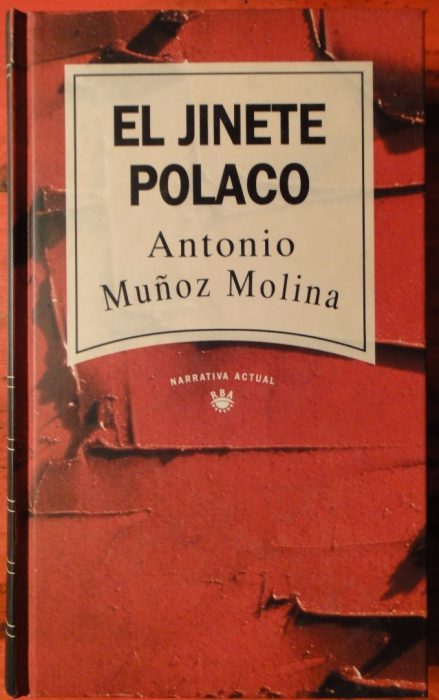 EL JINETE
POLACO
Antonio
Muñoz Molina
NARRATIVA ACTUAL
RBA